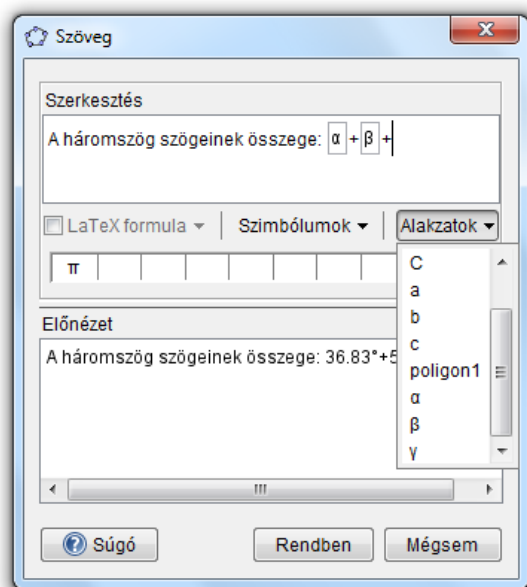 Szöveg
Szerkesztés
A háromszög szögeinek összege: α + β +
LaTeX formula Szimbólumok Alakzatok
π
C
a
b
c
poligon1
α
β
γ
Előnézet
A háromszög szögeinek összege: 36.83°+5
Súgó Rendben Mégsem